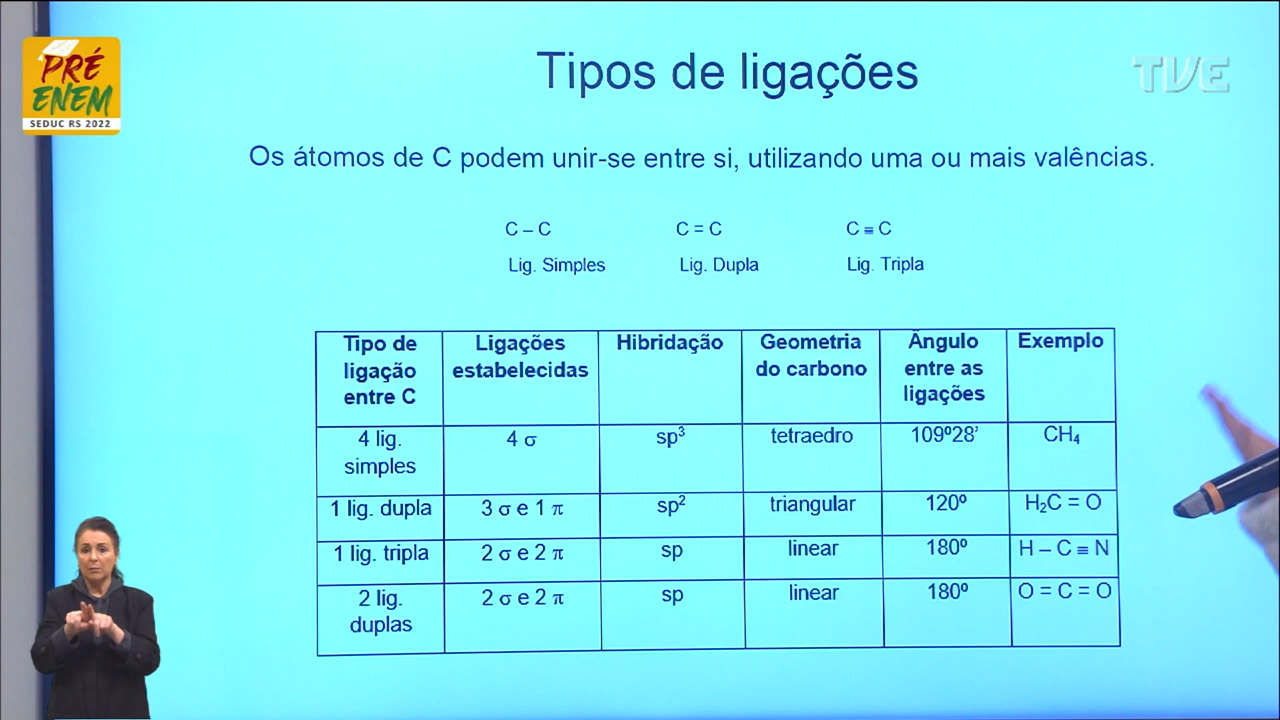 PRÉ
ENEM
SEDUC RS 2022
Tipos de ligações
TVE
Os átomos de C podem unir-se entre si, utilizando uma ou mais valências.
C – C C = C C ≡ C
Lig. Simples Lig. Dupla Lig. Tripla
Tipo de ligação entre C Ligações estabelecidas Hibridação Geometria do carbono Ângulo entre as ligações Exemplo
4 lig. simples 4 σ sp³ tetraedro 109º28’ CH₄
1 lig. dupla 3 σ e 1 π sp² triangular 120º H₂C = O
1 lig. tripla 2 σ e 2 π sp linear 180º H – C ≡ N
2 lig. duplas 2 σ e 2 π sp linear 180º O = C = O